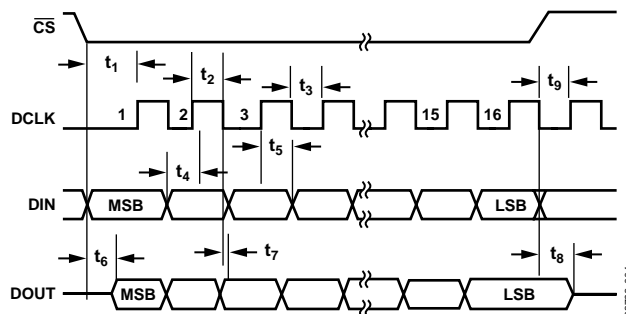 CS
t1 t2 t3 t9
DCLK 1 2 3 15 16
t4 t5
DIN MSB LSB
t6 t7 t8
DOUT MSB LSB